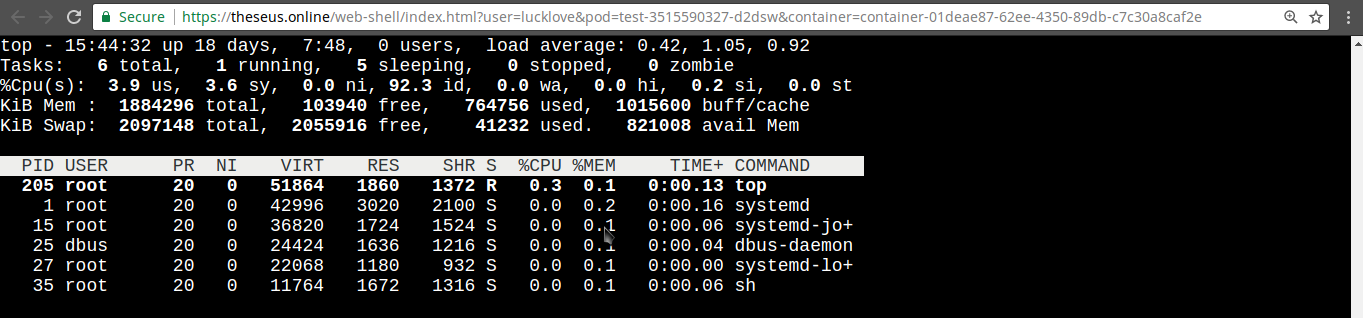 Secure https://theseus.online/web-shell/index.html?user=lucklove&pod=test-3515590327-d2dsw&container=container-01deae87-62ee-4350-89db-c7c30a8caf2e
top - 15:44:32 up 18 days,  7:48,  0 users,  load average: 0.42, 1.05, 0.92
Tasks:   6 total,   1 running,   5 sleeping,   0 stopped,   0 zombie
%Cpu(s):  3.9 us,  3.6 sy,  0.0 ni, 92.3 id,  0.0 wa,  0.0 hi,  0.2 si,  0.0 st
KiB Mem :  1884296 total,   103940 free,   764756 used,  1015600 buff/cache
KiB Swap:  2097148 total,  2055916 free,    41232 used.   821008 avail Mem
PID USER      PR  NI    VIRT    RES    SHR S  %CPU %MEM     TIME+ COMMAND
205 root      20   0   51864   1860   1372 R   0.3  0.1   0:00.13 top
1 root      20   0   42996   3020   2100 S   0.0  0.2   0:00.16 systemd
15 root      20   0   36820   1724   1524 S   0.0  0.1   0:00.06 systemd-jo+
25 dbus      20   0   24424   1636   1216 S   0.0  0.1   0:00.04 dbus-daemon
27 root      20   0   22068   1180    932 S   0.0  0.1   0:00.00 systemd-lo+
35 root      20   0   11764   1672   1316 S   0.0  0.1   0:00.06 sh